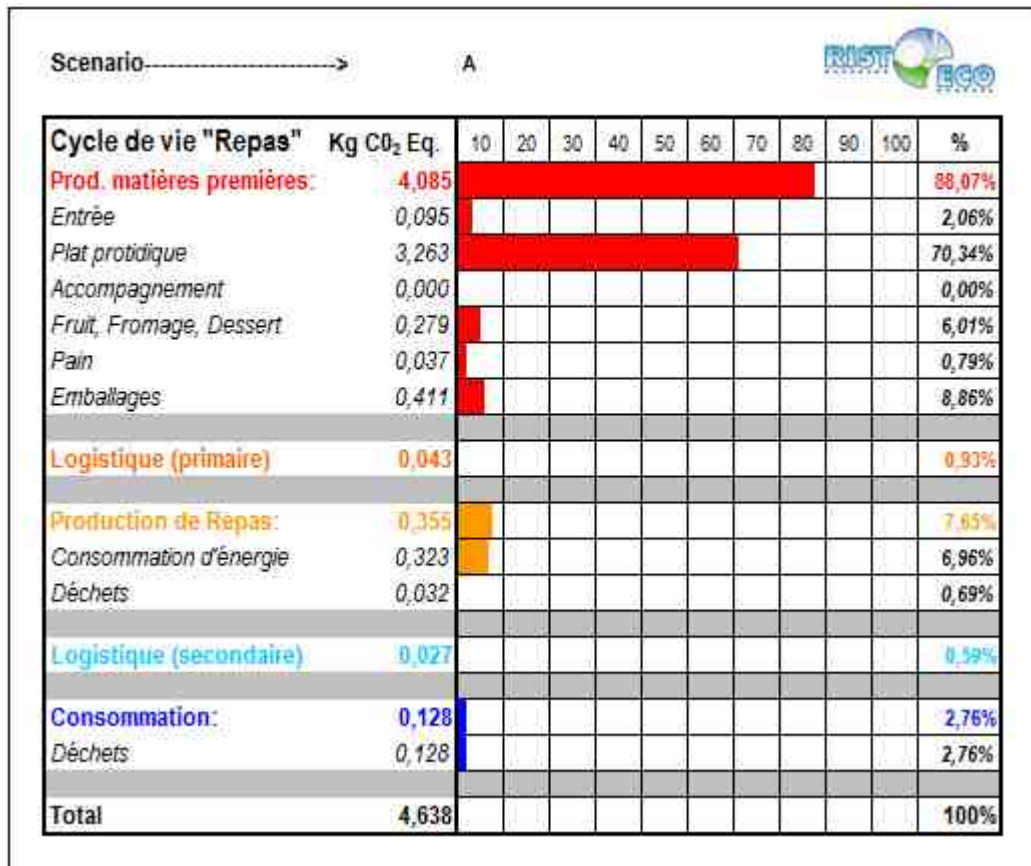 Scenario------------------------> A
RIST ECO
Cycle de vie "Repas" Kg C0₂ Eq. 10 20 30 40 50 60 70 80 90 100 %
Prod. matières premières: 4,085 88,07%
Entrèe 0,095 2,06%
Plat protidique 3,263 70,34%
Accompagnement 0,000 0,00%
Fruit, Fromage, Dessert 0,279 6,01%
Pain 0,037 0,79%
Emballages 0,411 8,86%
Logistique (primaire) 0,043 0,93%
Production de Repas: 0,355 7,65%
Consommation d'énergie 0,323 6,96%
Déchets 0,032 0,69%
Logistique (secondaire) 0,027 0,59%
Consommation: 0,128 2,76%
Déchets 0,128 2,76%
Total 4,638 100%